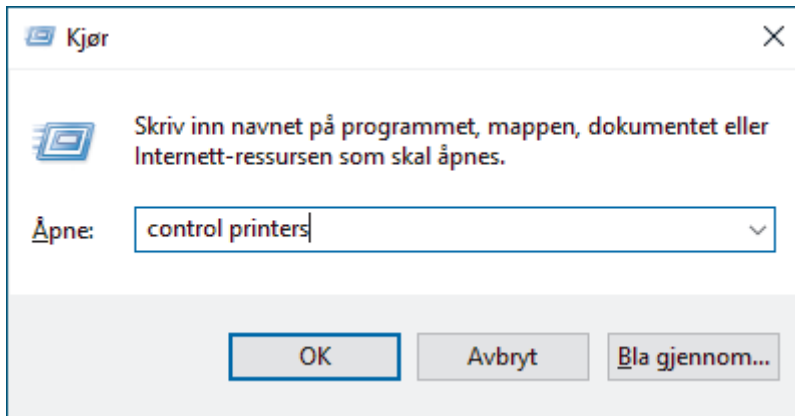 Kjør
Skriv inn navnet på programmet, mappen, dokumentet eller
Internett-ressursen som skal åpnes.
Åpne: control printers
OK Avbryt Bla gjennom...